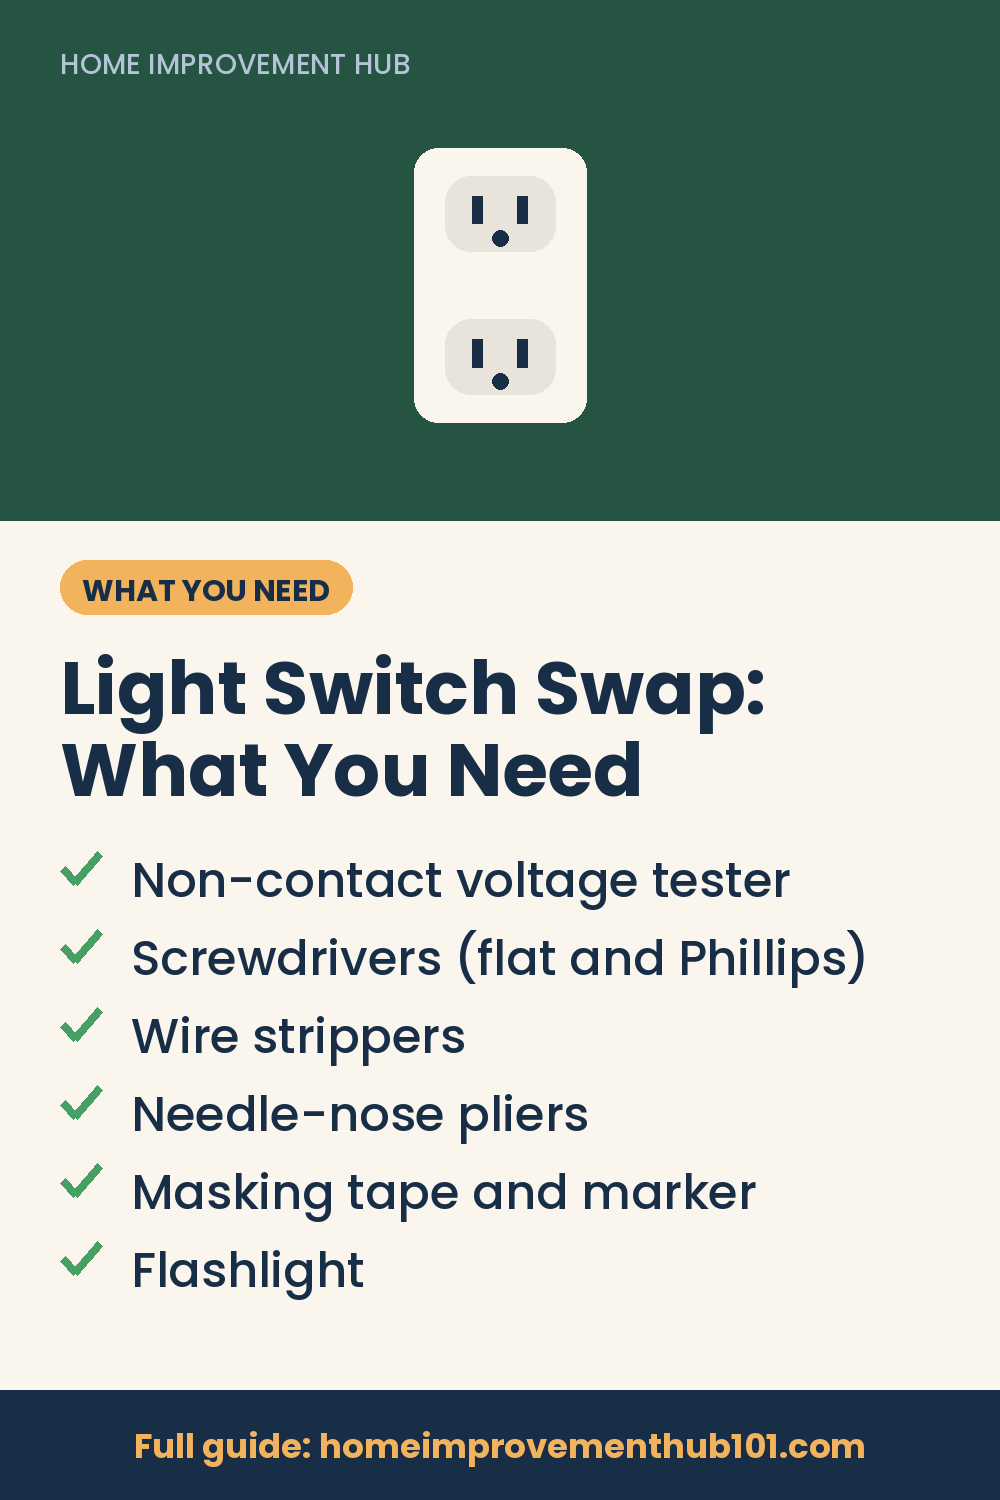 HOME IMPROVEMENT HUB
WHAT YOU NEED
Light Switch Swap:
What You Need
Non-contact voltage tester
Screwdrivers (flat and Phillips)
Wire strippers
Needle-nose pliers
Masking tape and marker
Flashlight
Full guide: homeimprovementhub101.com